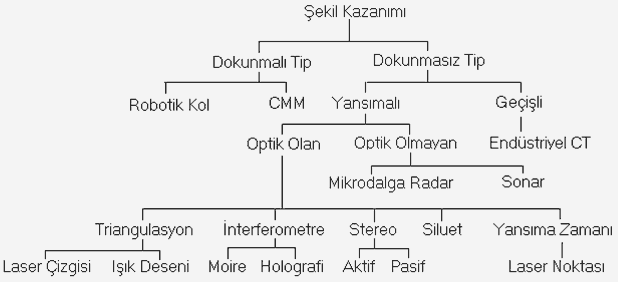 Şekil Kazanımı
Dokunmalı Tip Dokunmasız Tip
Robotik Kol CMM Yansımalı Geçişli
Optik Olan Optik Olmayan Endüstriyel CT
Mikrodalga Radar Sonar
Triangulasyon İnterferometre Stereo Siluet Yansıma Zamanı
Laser Çizgisi Işık Deseni Moire Holografi Aktif Pasif Laser Noktası